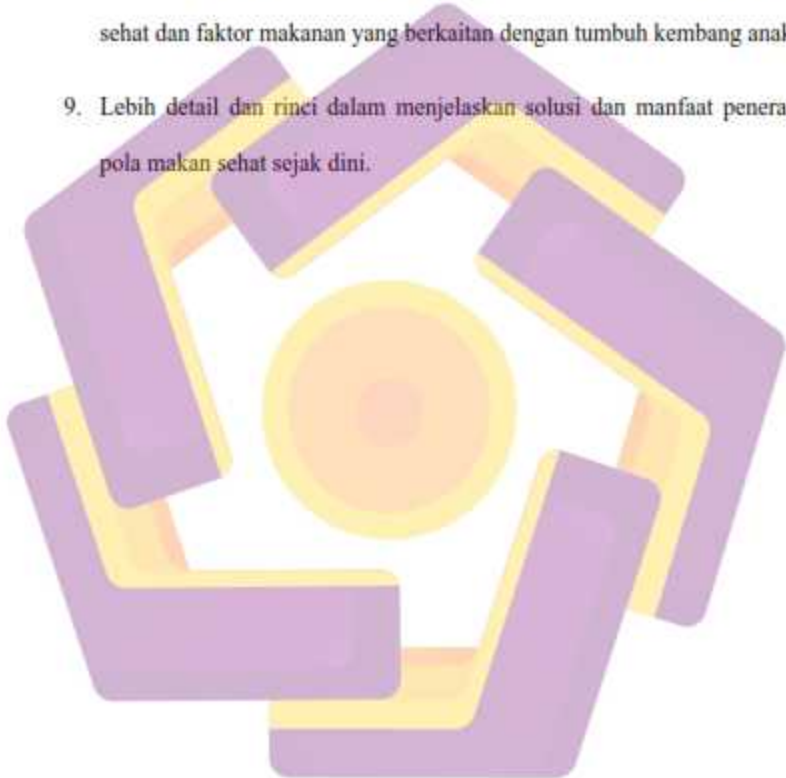 sehat dan faktor makanan yang berkaitan dengan tumbuh kembang anak
9. Lebih detail dan rinci dalam menjelaskan solusi dan manfaat penera
pola makan sehat sejak dini.